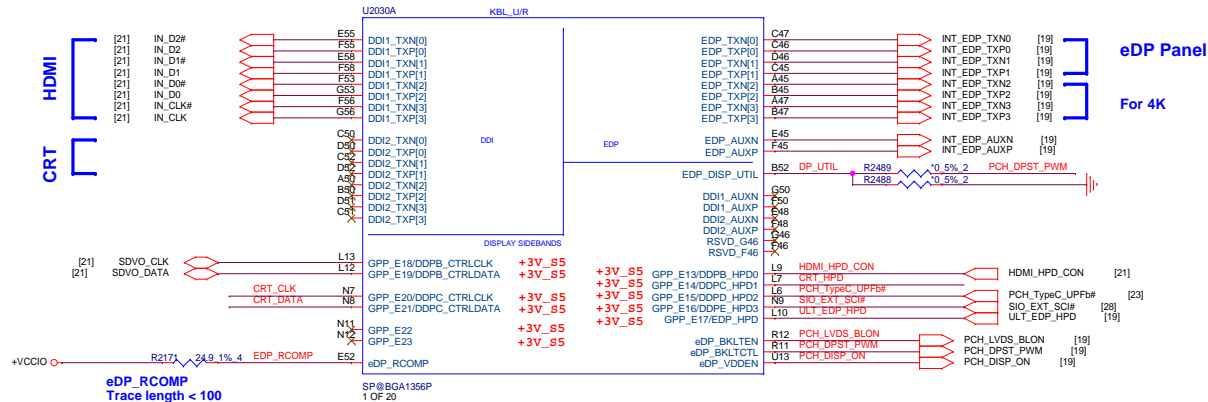 U2030A KBL_U/R
HDMI
[21] IN_D2# E55 DDI1_TXN[0]
[21] IN_D2 F55 DDI1_TXP[0]
[21] IN_D1# E58 DDI1_TXN[1]
[21] IN_D1 F58 DDI1_TXP[1]
[21] IN_D0# F53 DDI1_TXN[2]
[21] IN_D0 G53 DDI1_TXP[2]
[21] IN_CLK# F56 DDI1_TXN[3]
[21] IN_CLK G56 DDI1_TXP[3]
CRT
C50 DDI2_TXN[0]
D50 DDI2_TXP[0]
C52 DDI2_TXN[1]
D52 DDI2_TXP[1]
A50 DDI2_TXN[2]
B50 DDI2_TXP[2]
D51 DDI2_TXN[3]
C51 DDI2_TXP[3]
DDI EDP
DISPLAY SIDEBANDS
[21] SDVO_CLK L13 GPP_E18/DDPB_CTRLCLK +3V_S5
[21] SDVO_DATA L12 GPP_E19/DDPB_CTRLDATA +3V_S5
CRT_CLK N7 GPP_E20/DDPC_CTRLCLK +3V_S5
CRT_DATA N8 GPP_E21/DDPC_CTRLDATA +3V_S5
N11 GPP_E22 +3V_S5
N12 GPP_E23 +3V_S5
+VCCIO R2171 24.9_1%_4 EDP_RCOMP E52 eDP_RCOMP
eDP_RCOMP
Trace length < 100
SP@BGA1356P
1 OF 20
EDP_TXN[0] C47 INT_EDP_TXN0 [19]
EDP_TXP[0] C46 INT_EDP_TXP0 [19]
EDP_TXN[1] D46 INT_EDP_TXN1 [19]
EDP_TXP[1] C45 INT_EDP_TXP1 [19]
EDP_TXN[2] A45 INT_EDP_TXN2 [19]
EDP_TXP[2] B45 INT_EDP_TXP2 [19]
EDP_TXN[3] A47 INT_EDP_TXN3 [19]
EDP_TXP[3] B47 INT_EDP_TXP3 [19]
eDP Panel
For 4K
EDP_AUXN E45 INT_EDP_AUXN [19]
EDP_AUXP F45 INT_EDP_AUXP [19]
EDP_DISP_UTIL B52 DP_UTIL R2489 *0_5%_2 PCH_DPST_PWM
R2488 *0_5%_2
DDI1_AUXN G50
DDI1_AUXP F50
DDI2_AUXN E48
DDI2_AUXP F48
RSVD_G46 G46
RSVD_F46 F46
+3V_S5 GPP_E13/DDPB_HPD0 L9 HDMI_HPD_CON HDMI_HPD_CON [21]
+3V_S5 GPP_E14/DDPC_HPD1 L7 CRT_HPD
+3V_S5 GPP_E15/DDPD_HPD2 L6 PCH_TypeC_UPFb# PCH_TypeC_UPFb# [23]
+3V_S5 GPP_E16/DDPE_HPD3 N9 SIO_EXT_SCI# SIO_EXT_SCI# [28]
+3V_S5 GPP_E17/EDP_HPD L10 ULT_EDP_HPD ULT_EDP_HPD [19]
eDP_BKLTEN R12 PCH_LVDS_BLON PCH_LVDS_BLON [19]
eDP_BKLTCTL R11 PCH_DPST_PWM PCH_DPST_PWM [19]
eDP_VDDEN U13 PCH_DISP_ON PCH_DISP_ON [19]